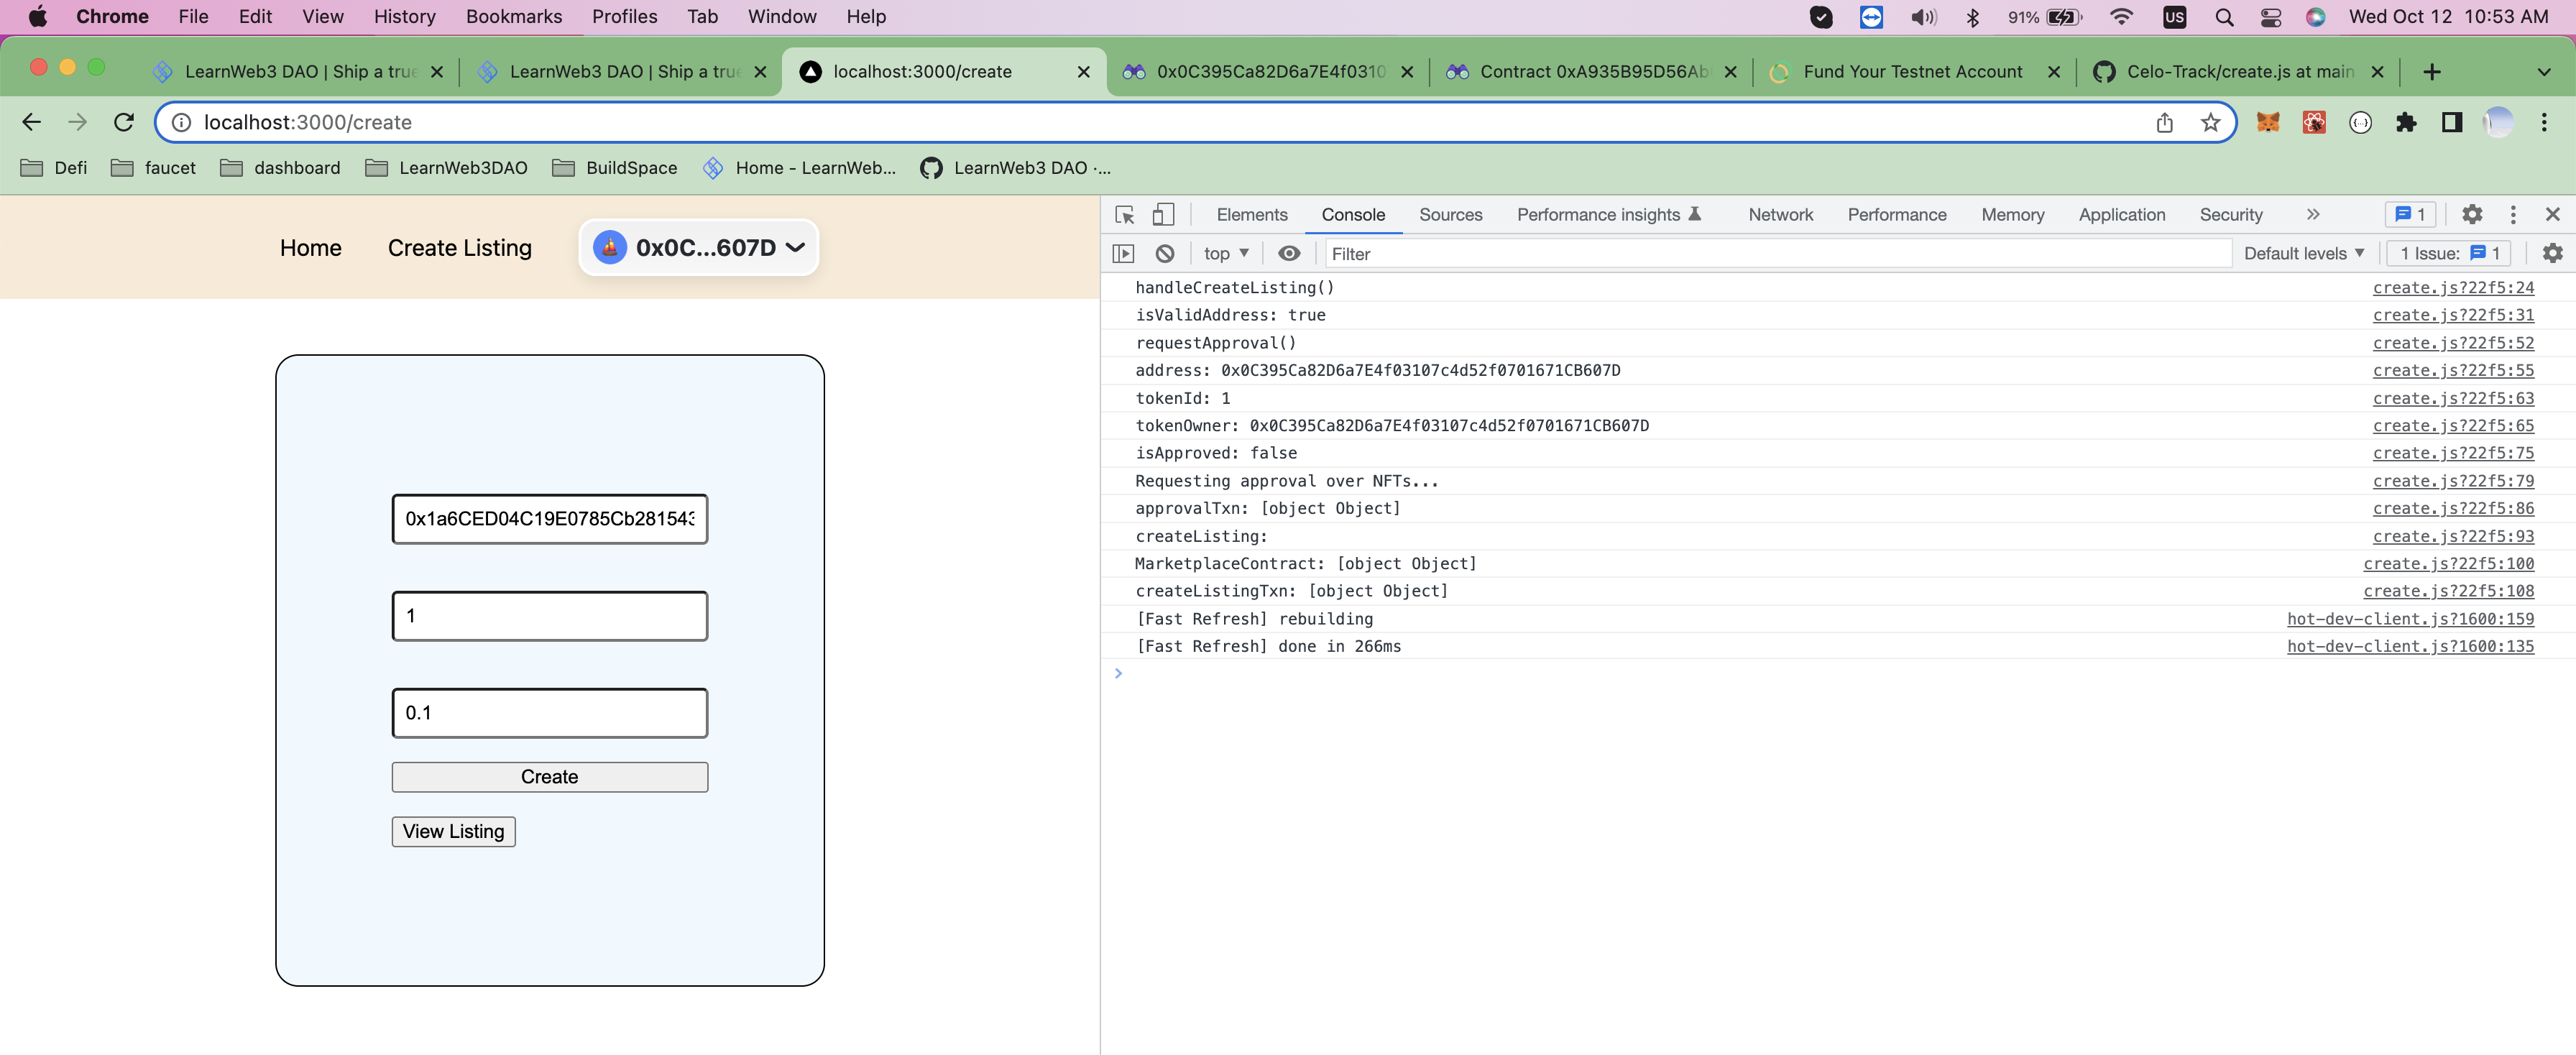 Chrome File Edit View History Bookmarks Profiles Tab Window Help 91% US Wed Oct 12 10:53 AM
LearnWeb3 DAO | Ship a true LearnWeb3 DAO | Ship a true localhost:3000/create 0x0C395Ca82D6a7E4f0310 Contract 0xA935B95D56Ab Fund Your Testnet Account Celo-Track/create.js at main
localhost:3000/create
Defi faucet dashboard LearnWeb3DAO BuildSpace Home - LearnWeb... LearnWeb3 DAO ·...
Home Create Listing 0x0C...607D
0x1a6CED04C19E0785Cb281543
1
0.1
Create
View Listing
Elements Console Sources Performance insights Network Performance Memory Application Security 1
top Filter Default levels 1 Issue: 1
handleCreateListing() create.js?22f5:24
isValidAddress: true create.js?22f5:31
requestApproval() create.js?22f5:52
address: 0x0C395Ca82D6a7E4f03107c4d52f0701671CB607D create.js?22f5:55
tokenId: 1 create.js?22f5:63
tokenOwner: 0x0C395Ca82D6a7E4f03107c4d52f0701671CB607D create.js?22f5:65
isApproved: false create.js?22f5:75
Requesting approval over NFTs... create.js?22f5:79
approvalTxn: [object Object] create.js?22f5:86
createListing: create.js?22f5:93
MarketplaceContract: [object Object] create.js?22f5:100
createListingTxn: [object Object] create.js?22f5:108
[Fast Refresh] rebuilding hot-dev-client.js?1600:159
[Fast Refresh] done in 266ms hot-dev-client.js?1600:135